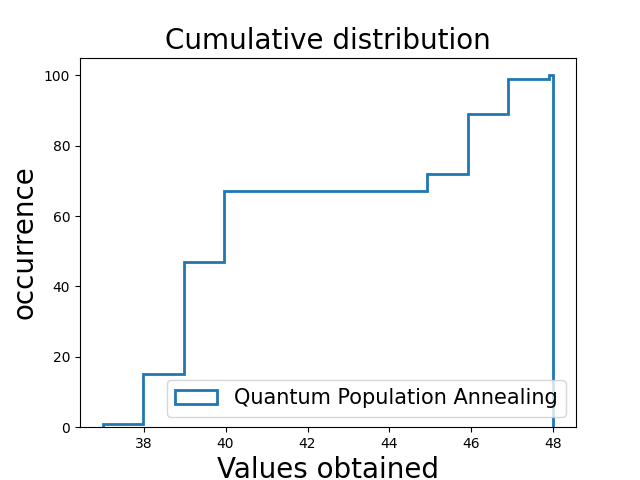 Cumulative distribution
occurrence
100
80
60
40
20
0
Quantum Population Annealing
38 40 42 44 46 48
Values obtained